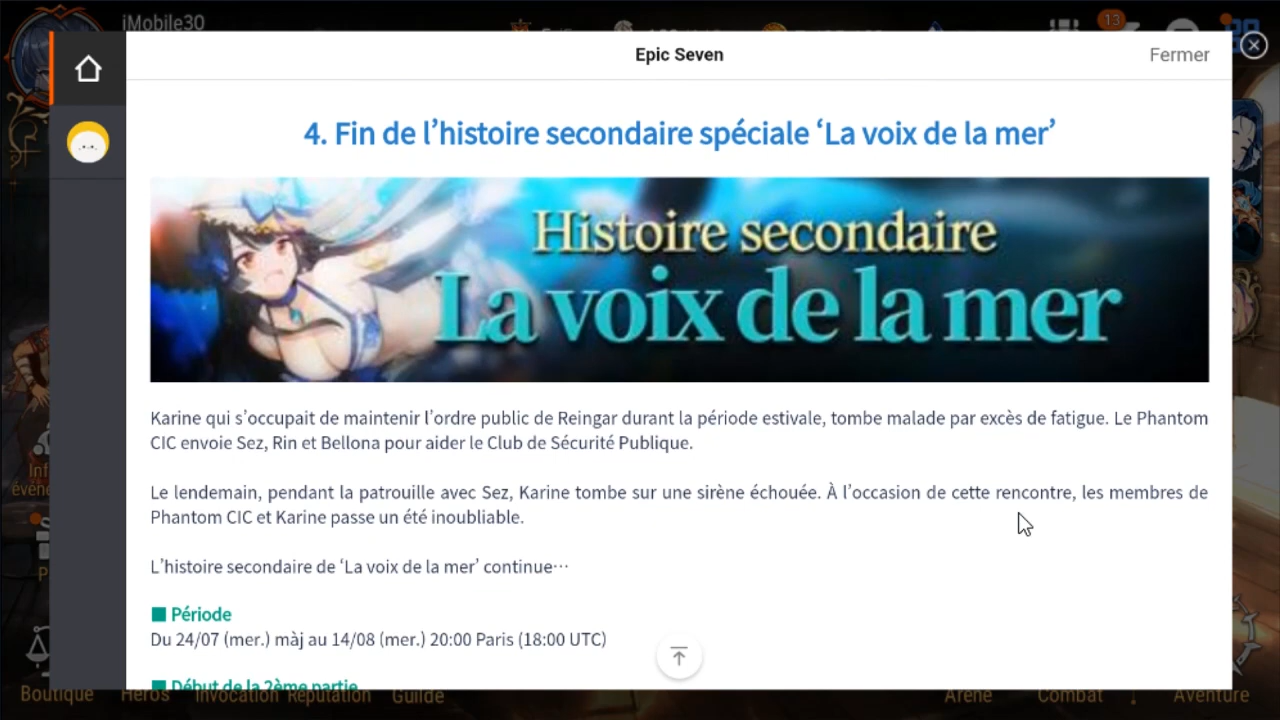 iMobile30
13
Epic Seven
Fermer
4. Fin de l’histoire secondaire spéciale ‘La voix de la mer’
Histoire secondaire
La voix de la mer
Karine qui s’occupait de maintenir l’ordre public de Reingar durant la période estivale, tombe malade par excès de fatigue. Le Phantom
CIC envoie Sez, Rin et Bellona pour aider le Club de Sécurité Publique.
Le lendemain, pendant la patrouille avec Sez, Karine tombe sur une sirène échouée. À l’occasion de cette rencontre, les membres de
Phantom CIC et Karine passe un été inoubliable.
L’histoire secondaire de ‘La voix de la mer’ continue···
■ Période
Du 24/07 (mer.) màj au 14/08 (mer.) 20:00 Paris (18:00 UTC)
■ Début de la 2ème partie
Boutique Héros Invocation Réputation Guilde Arène Combat Aventure